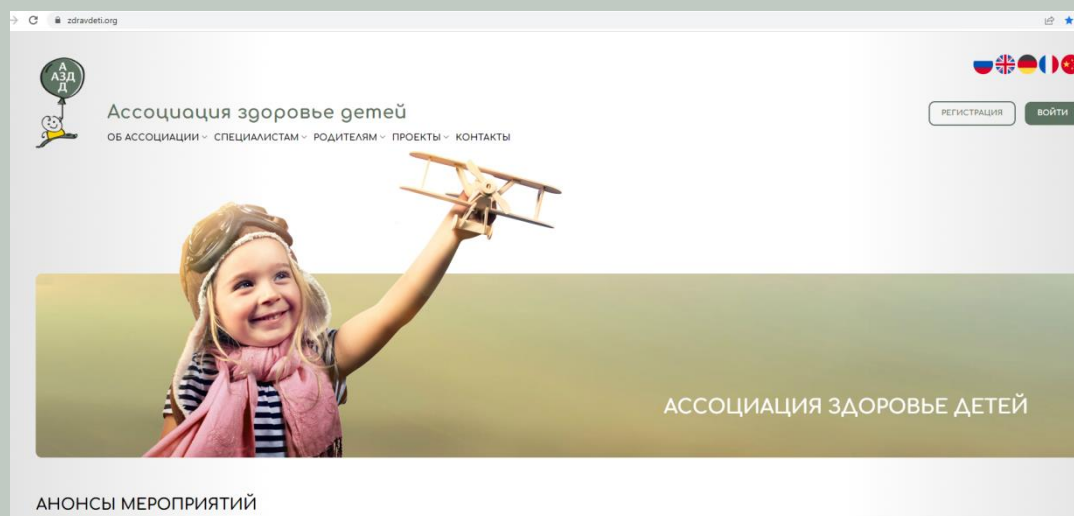 zdravdeti.org
А
АЗД
Д
Ассоциация здоровье детей
ОБ АССОЦИАЦИИ СПЕЦИАЛИСТАМ РОДИТЕЛЯМ ПРОЕКТЫ КОНТАКТЫ
РЕГИСТРАЦИЯ
ВОЙТИ
АССОЦИАЦИЯ ЗДОРОВЬЕ ДЕТЕЙ
АНОНСЫ МЕРОПРИЯТИЙ